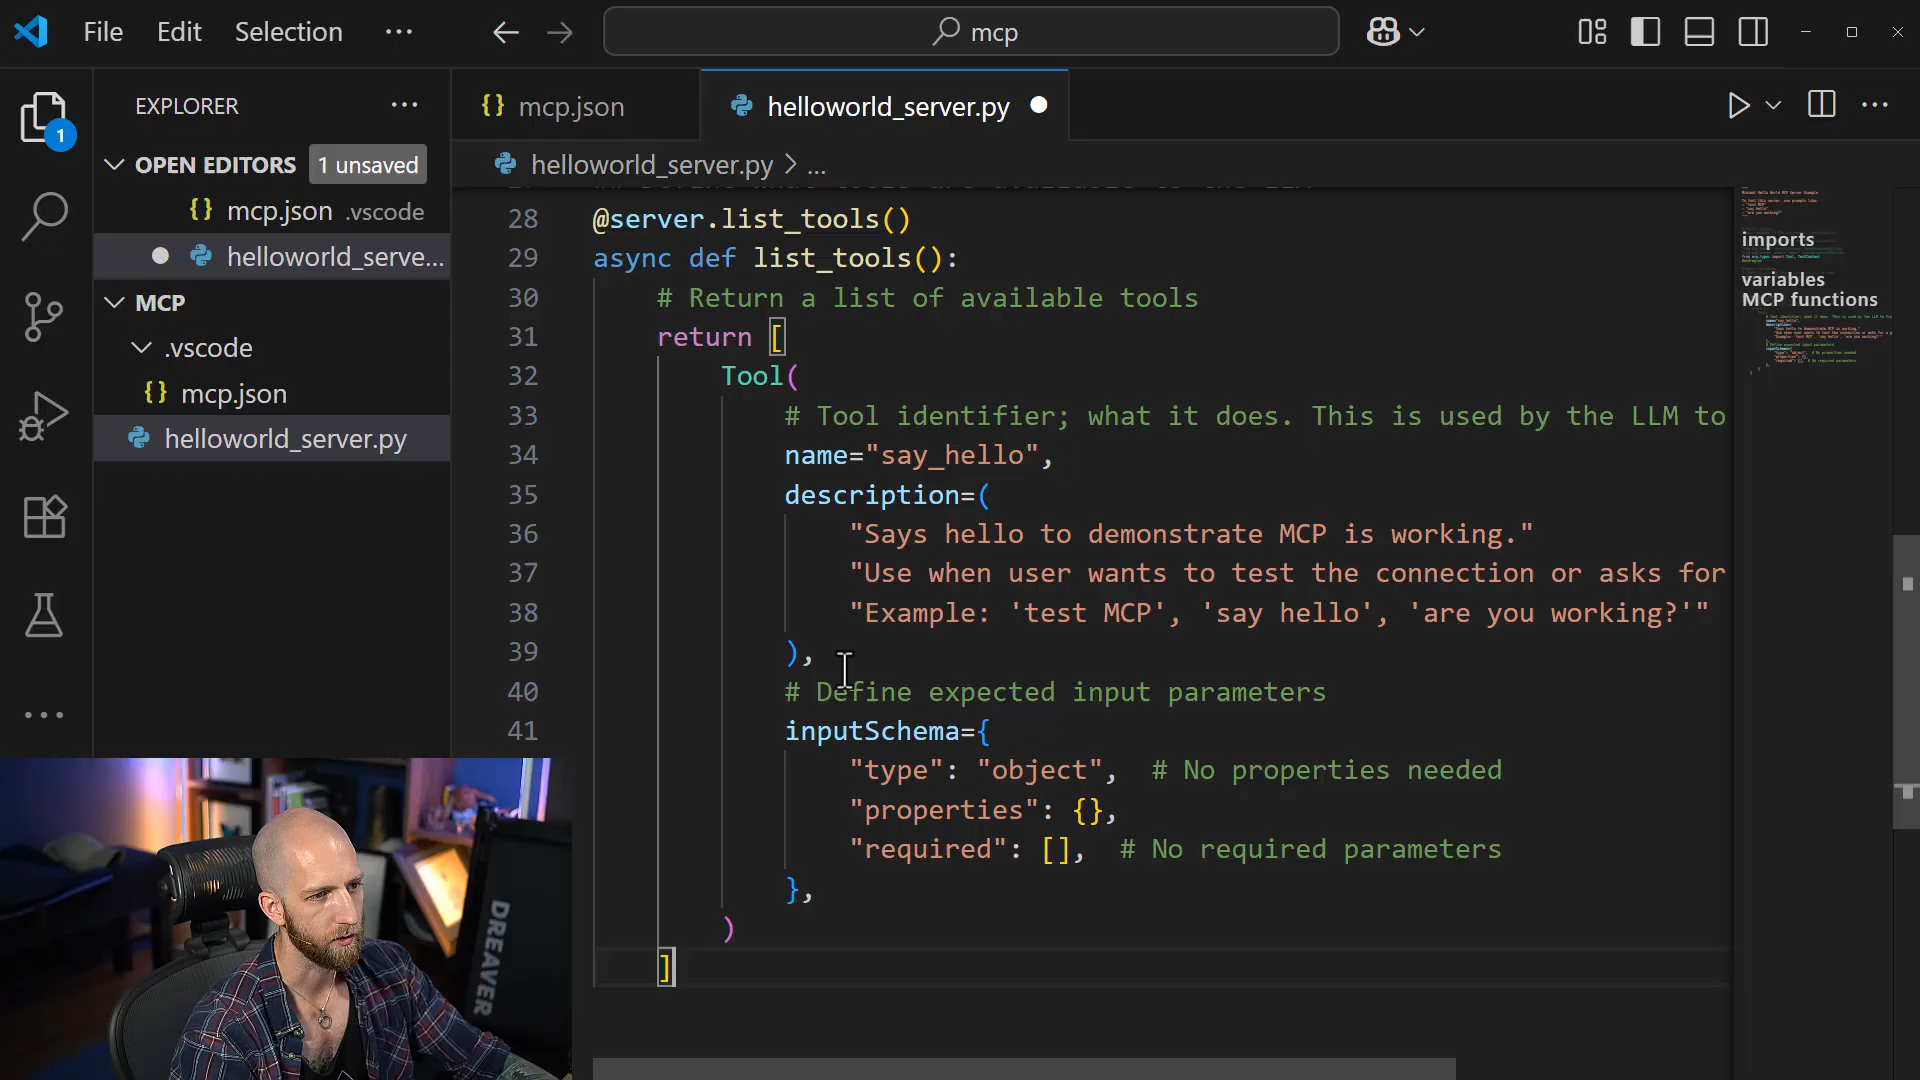 File Edit Selection ... mcp
EXPLORER ...
1
OPEN EDITORS 1 unsaved
mcp.json .vscode
helloworld_serve...
MCP
.vscode
mcp.json
helloworld_server.py
mcp.json helloworld_server.py
helloworld_server.py > ...
28 @server.list_tools()
29 async def list_tools():
30 # Return a list of available tools
31 return [
32 Tool(
33 # Tool identifier; what it does. This is used by the LLM to
34 name="say_hello",
35 description=(
36 "Says hello to demonstrate MCP is working."
37 "Use when user wants to test the connection or asks for
38 "Example: 'test MCP', 'say hello', 'are you working?'"
39 ),
40 # Define expected input parameters
41 inputSchema={
"type": "object", # No properties needed
"properties": {},
"required": [], # No required parameters
},
)
]
imports
variables
MCP functions
DREAVER